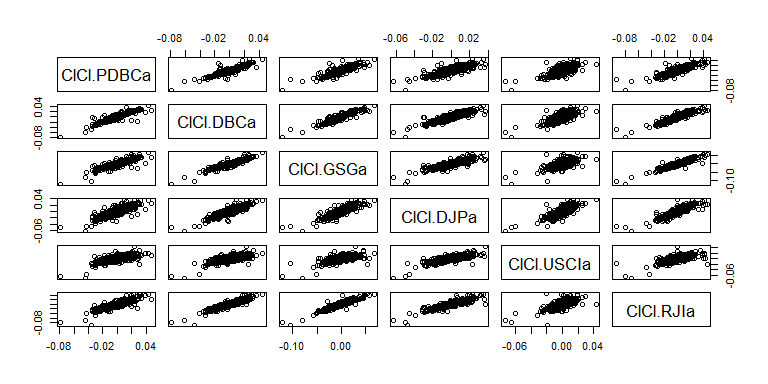 -0.08 -0.02 0.04
-0.06 -0.02 0.02
-0.08 -0.02 0.04
ClCl.PDBCa
-0.08
-0.08 0.04
ClCl.DBCa
ClCl.GSGa
-0.10
-0.06 0.04
ClCl.DJPa
ClCl.USCIa
-0.06
-0.08
ClCl.RJIa
-0.08 -0.02 0.04
-0.10 0.00
-0.06 0.00 0.04